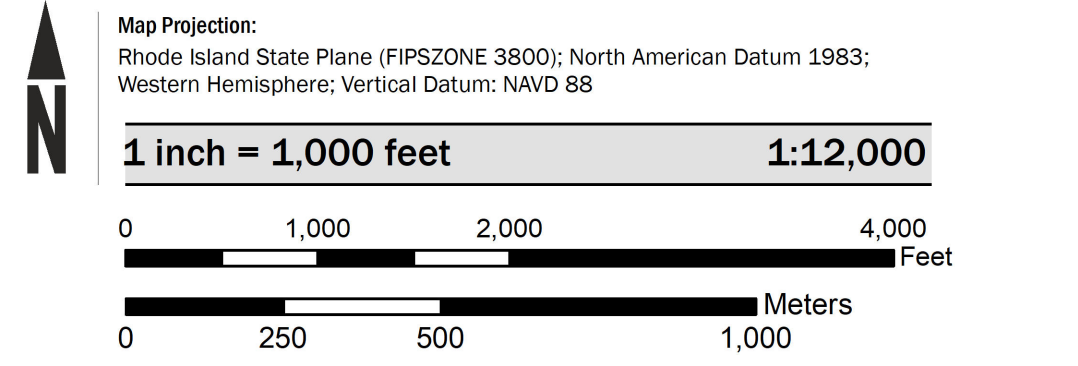 N
Map Projection:
Rhode Island State Plane (FIPSZONE 3800); North American Datum 1983;
Western Hemisphere; Vertical Datum: NAVD 88
1 inch = 1,000 feet 1:12,000
0 1,000 2,000 4,000
Feet
Meters
0 250 500 1,000